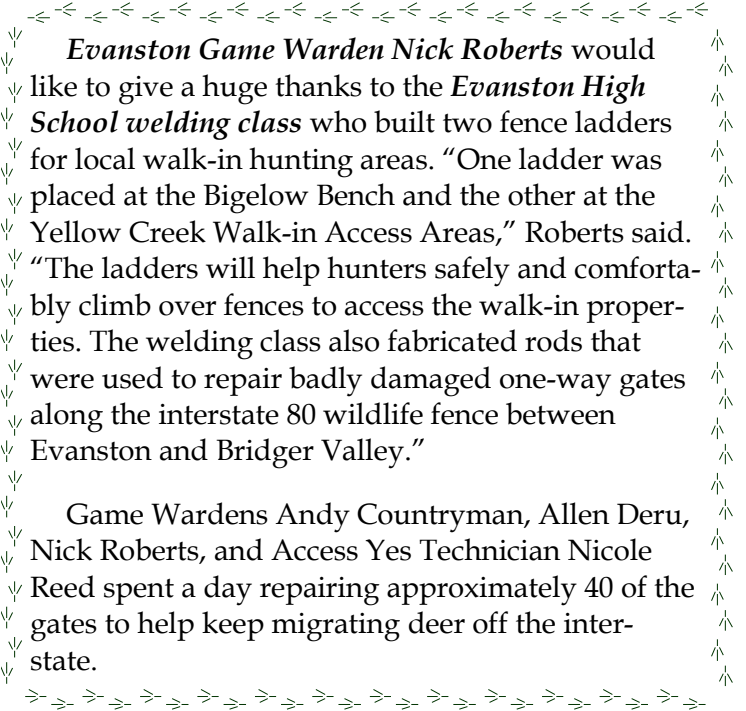 Evanston Game Warden Nick Roberts would
like to give a huge thanks to the Evanston High
School welding class who built two fence ladders
for local walk-in hunting areas. “One ladder was
placed at the Bigelow Bench and the other at the
Yellow Creek Walk-in Access Areas,” Roberts said.
“The ladders will help hunters safely and comforta-
bly climb over fences to access the walk-in proper-
ties. The welding class also fabricated rods that
were used to repair badly damaged one-way gates
along the interstate 80 wildlife fence between
Evanston and Bridger Valley.”
Game Wardens Andy Countryman, Allen Deru,
Nick Roberts, and Access Yes Technician Nicole
Reed spent a day repairing approximately 40 of the
gates to help keep migrating deer off the inter-
state.